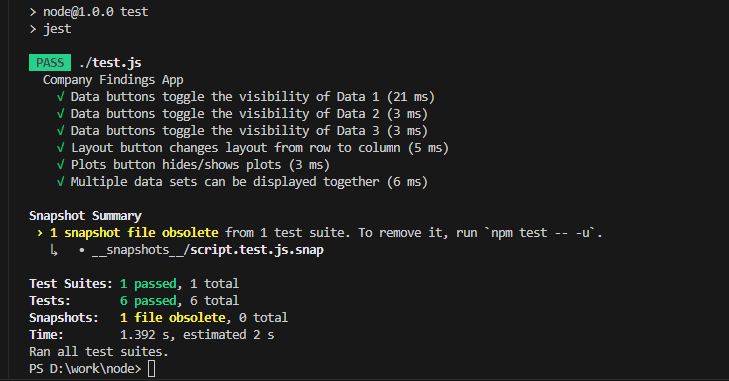 > node@1.0.0 test
> jest
PASS ./test.js
Company Findings App
√ Data buttons toggle the visibility of Data 1 (21 ms)
√ Data buttons toggle the visibility of Data 2 (3 ms)
√ Data buttons toggle the visibility of Data 3 (3 ms)
√ Layout button changes layout from row to column (5 ms)
√ Plots button hides/shows plots (3 ms)
√ Multiple data sets can be displayed together (6 ms)
Snapshot Summary
› 1 snapshot file obsolete from 1 test suite. To remove it, run `npm test -- -u`.
↳ • __snapshots__/script.test.js.snap
Test Suites: 1 passed, 1 total
Tests: 6 passed, 6 total
Snapshots: 1 file obsolete, 0 total
Time: 1.392 s, estimated 2 s
Ran all test suites.
PS D:\work\node>